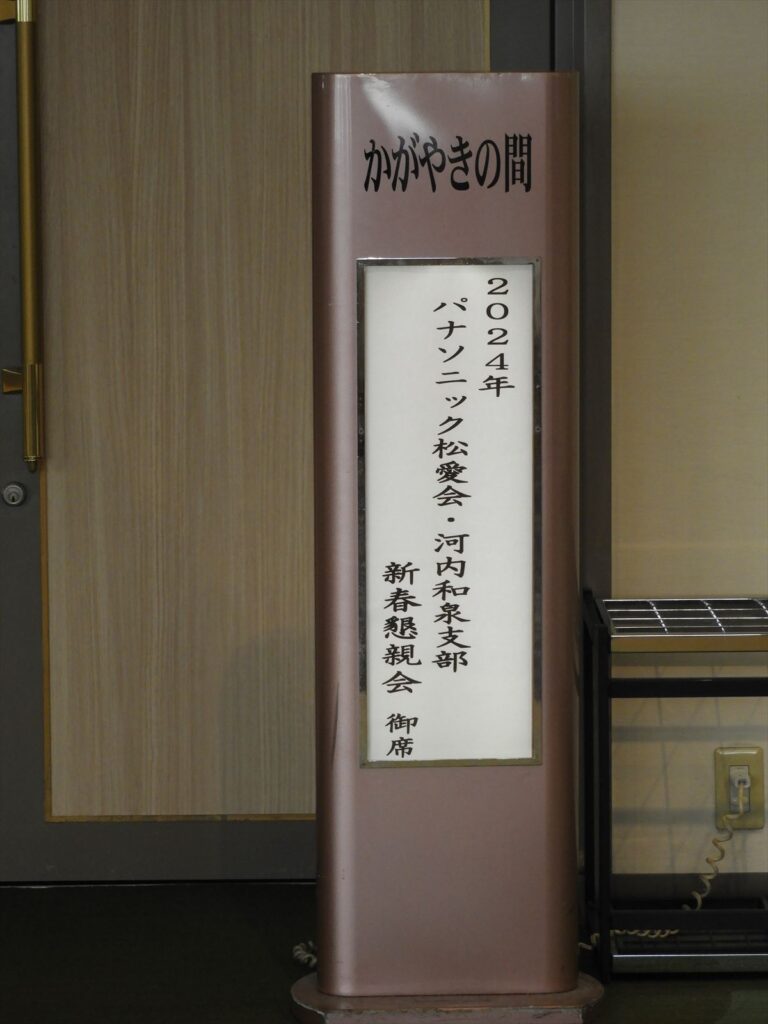 かがやきの間
2024年
パナソニック松愛会・河内和泉支部
新春懇親会 御席